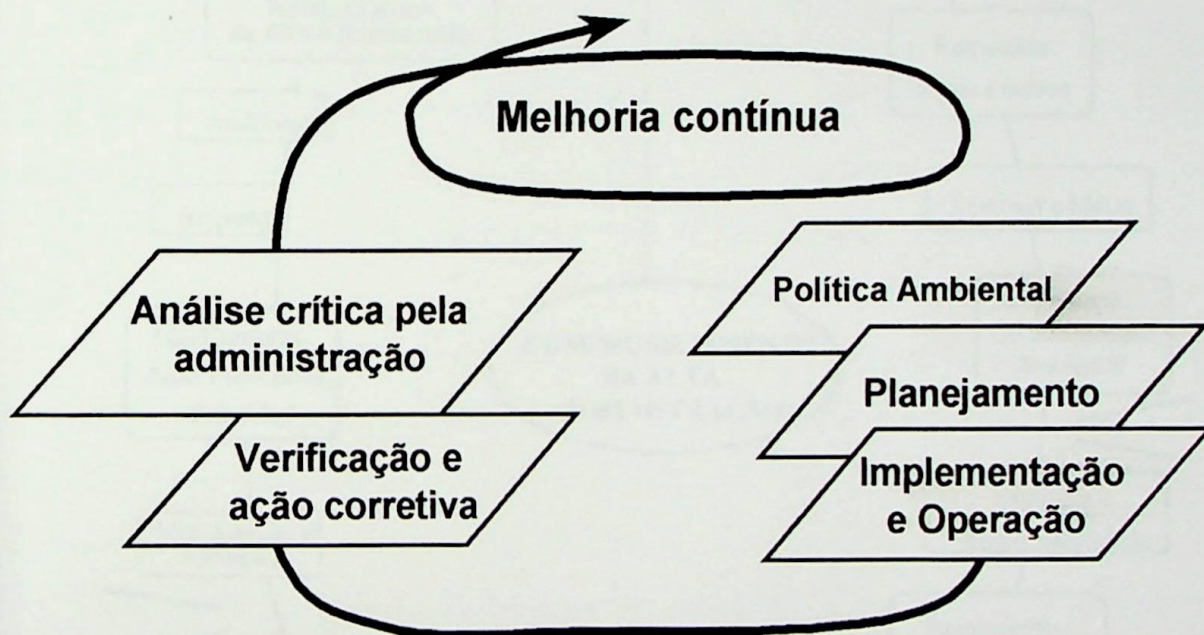 Melhoria contínua
Política Ambiental
Planejamento
Implementação
e Operação
Verificação e
ação corretiva
Análise crítica pela
administração